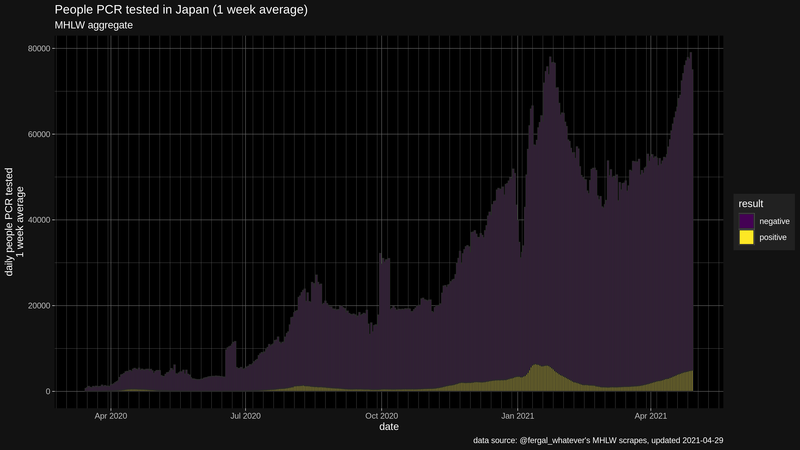 People PCR tested in Japan (1 week average)
MHLW aggregate
daily people PCR tested
1 week average
80000
60000
40000
20000
0
Apr 2020
Jul 2020
Oct 2020
Jan 2021
Apr 2021
date
result
negative
positive
data source: @fergal_whatever's MHLW scrapes, updated 2021-04-29